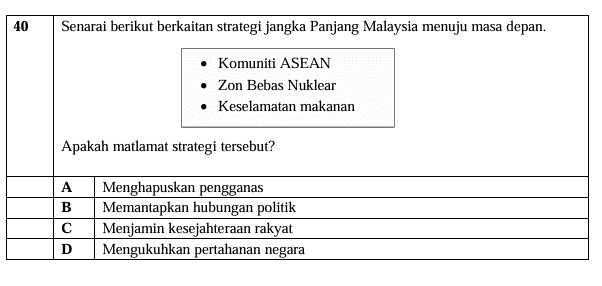 40 Senarai berikut berkaitan strategi jangka Panjang Malaysia menuju masa depan.
• Komuniti ASEAN
• Zon Bebas Nuklear
• Keselamatan makanan
Apakah matlamat strategi tersebut?
A Menghapuskan pengganas
B Memantapkan hubungan politik
C Menjamin kesejahteraan rakyat
D Mengukuhkan pertahanan negara